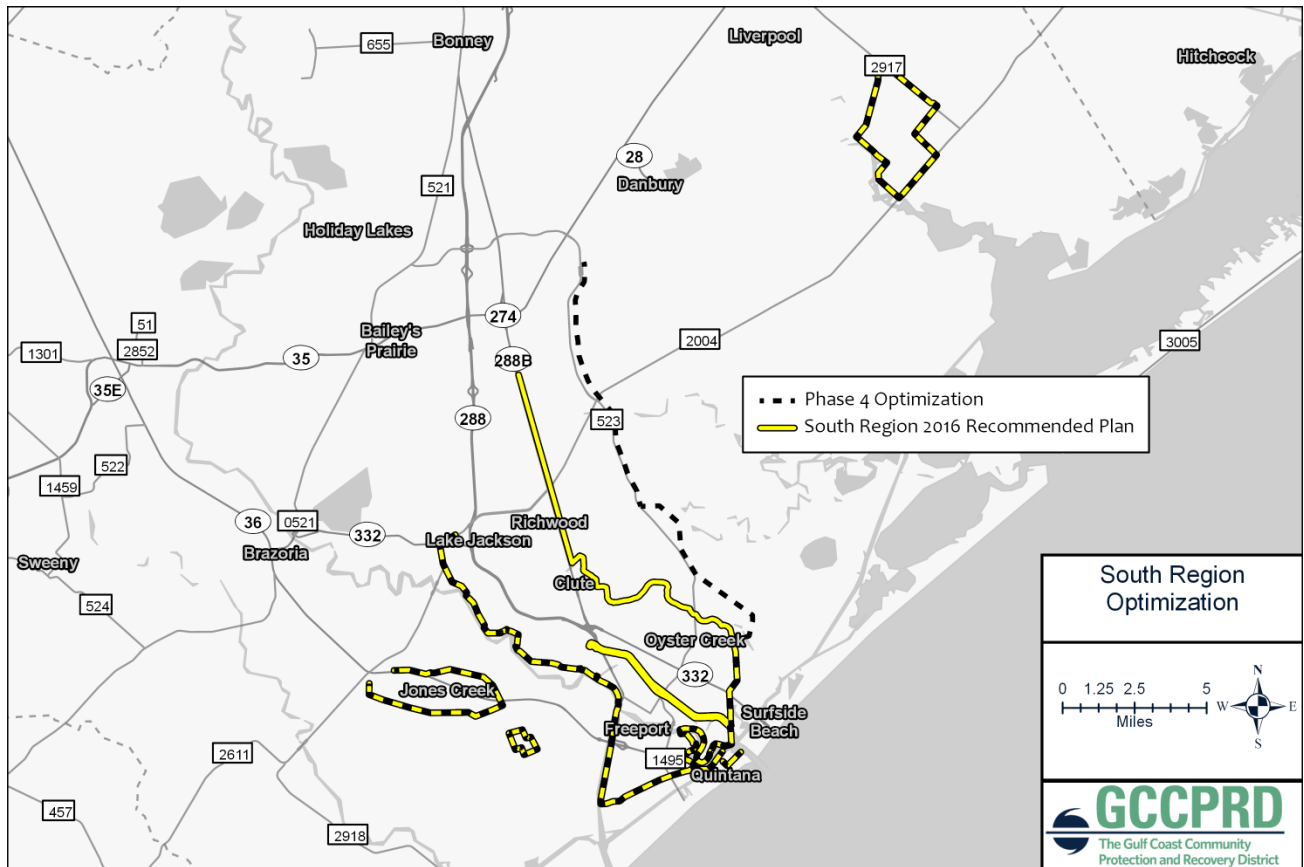 655
Bonney
Liverpool
2917
Hitchcock
28
Danbury
521
Holiday Lakes
274
51
2852
1301
35
Bailey's
Prairie
288B
2004
3005
35E
288
523
Phase 4 Optimization
South Region 2016 Recommended Plan
522
1459
36
0521
332
Richwood
Lake Jackson
Brazoria
Sweeny
Clute
524
Oyster Creek
332
Jones Creek
Surfside
Beach
Freeport
1495
Quintana
2611
457
2918
South Region
Optimization
0 1.25 2.5 5
Miles
N
W E
S
GCCPRD
The Gulf Coast Community
Protection and Recovery District